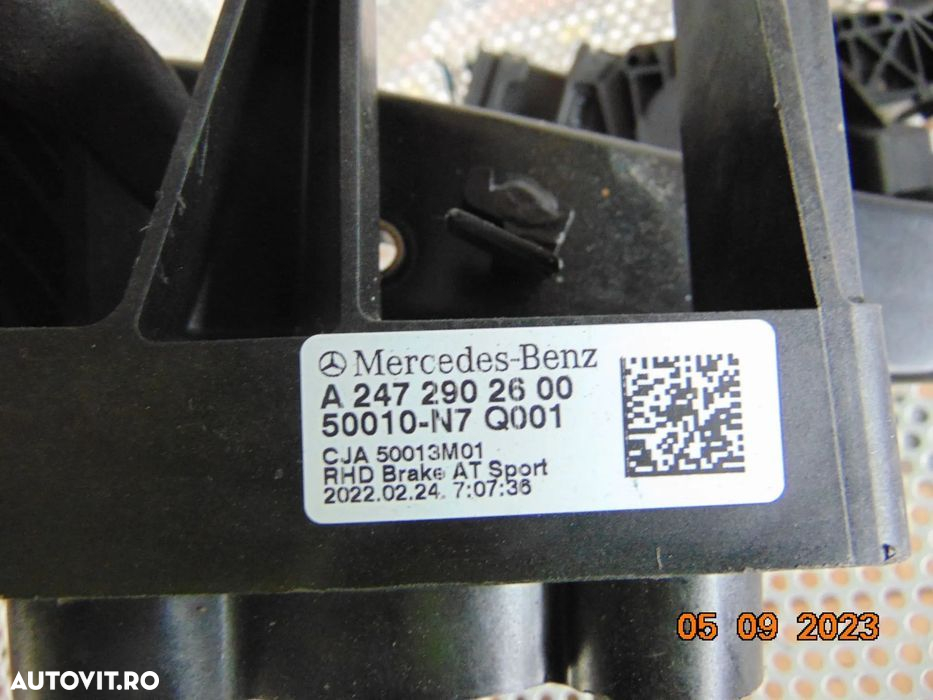 Mercedes-Benz
A 247 290 26 00
50010-N7 Q001
CJA 50013M01
RHD Brake AT Sport
2022.02.24. 7:07:36
05 09 2023
AUTOVIT.RO